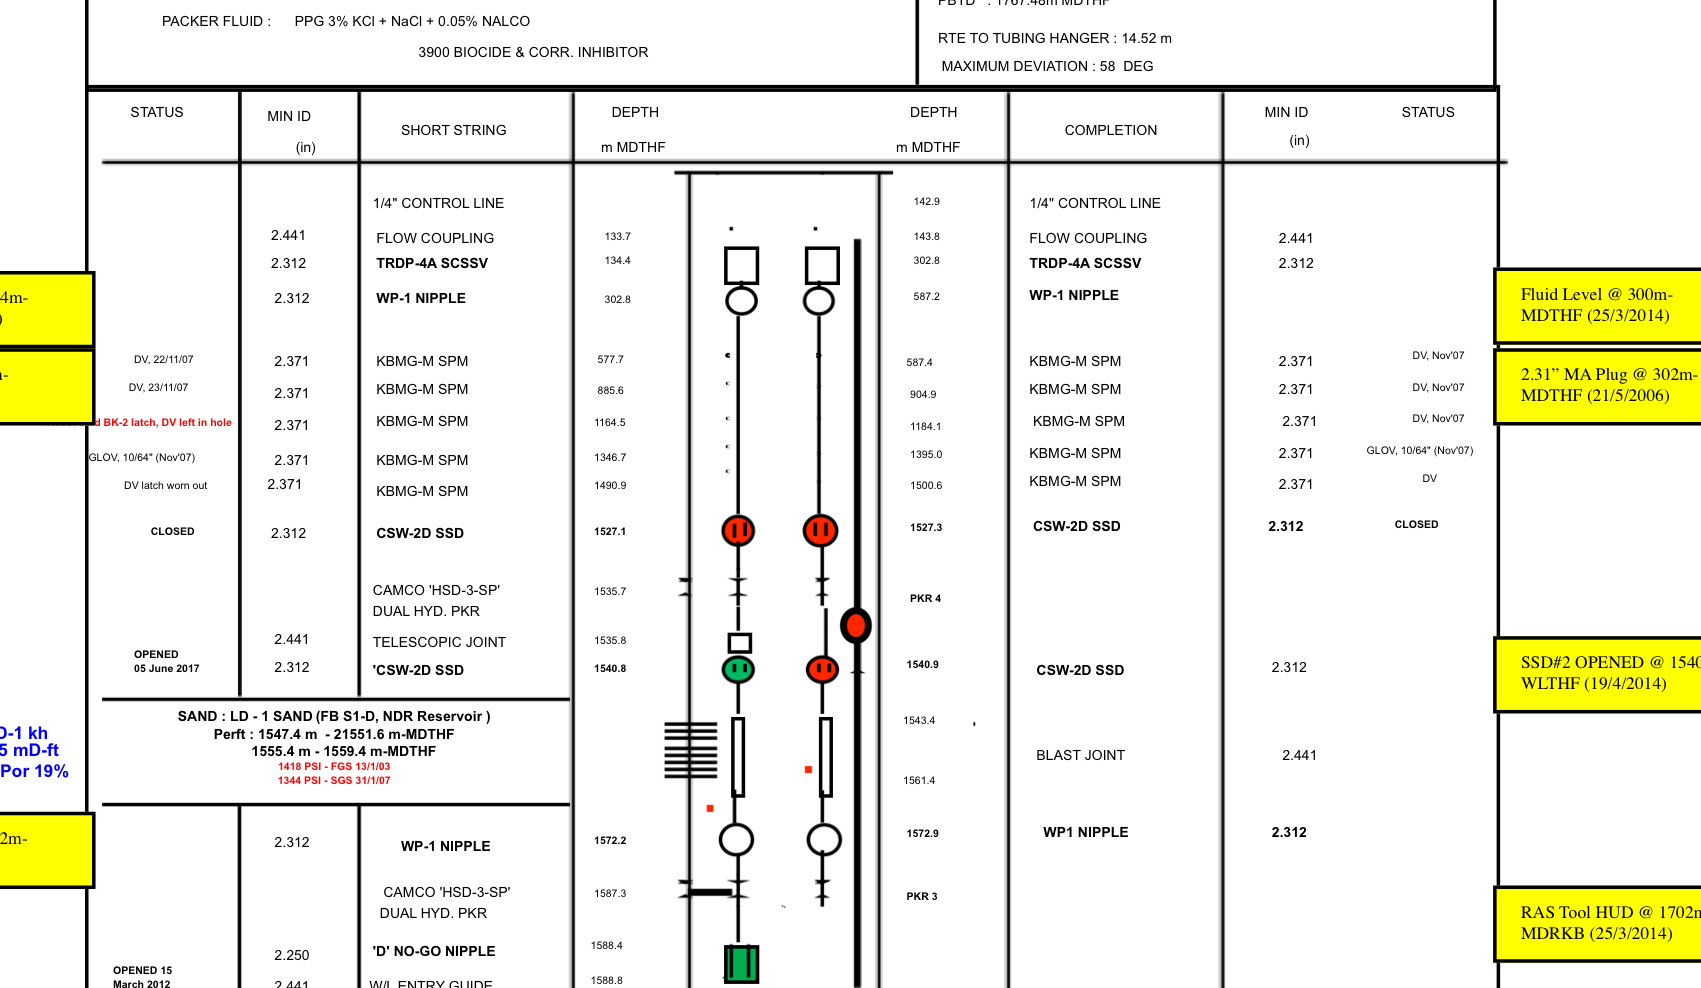 PBTD : 1767.48m MDTHF
PACKER FLUID : PPG 3% KCl + NaCl + 0.05% NALCO
3900 BIOCIDE & CORR. INHIBITOR
RTE TO TUBING HANGER : 14.52 m
MAXIMUM DEVIATION : 58 DEG
STATUS MIN ID (in) SHORT STRING DEPTH m MDTHF DEPTH m MDTHF COMPLETION MIN ID (in) STATUS
1/4" CONTROL LINE 142.9 1/4" CONTROL LINE
2.441 FLOW COUPLING 133.7 143.8 FLOW COUPLING 2.441
2.312 TRDP-4A SCSSV 134.4 302.8 TRDP-4A SCSSV 2.312
2.312 WP-1 NIPPLE 302.8 587.2 WP-1 NIPPLE
4m-
)
Fluid Level @ 300m-
MDTHF (25/3/2014)
DV, 22/11/07 2.371 KBMG-M SPM 577.7 587.4 KBMG-M SPM 2.371 DV, Nov'07
DV, 23/11/07 2.371 KBMG-M SPM 885.6 904.9 KBMG-M SPM 2.371 DV, Nov'07
2.31” MA Plug @ 302m-
MDTHF (21/5/2006)
d BK-2 latch, DV left in hole 2.371 KBMG-M SPM 1164.5 1184.1 KBMG-M SPM 2.371 DV, Nov'07
GLOV, 10/64" (Nov'07) 2.371 KBMG-M SPM 1346.7 1395.0 KBMG-M SPM 2.371 GLOV, 10/64" (Nov'07)
DV latch worn out 2.371 KBMG-M SPM 1490.9 1500.6 KBMG-M SPM 2.371 DV
CLOSED 2.312 CSW-2D SSD 1527.1 1527.3 CSW-2D SSD 2.312 CLOSED
CAMCO 'HSD-3-SP' 1535.7 PKR 4
DUAL HYD. PKR
2.441 TELESCOPIC JOINT 1535.8
OPENED
05 June 2017 2.312 'CSW-2D SSD 1540.8 1540.9 CSW-2D SSD 2.312
SSD#2 OPENED @ 1540
WLTHF (19/4/2014)
SAND : LD - 1 SAND (FB S1-D, NDR Reservoir )
Perft : 1547.4 m - 21551.6 m-MDTHF
1555.4 m - 1559.4 m-MDTHF
1418 PSI - FGS 13/1/03
1344 PSI - SGS 31/1/07
D-1 kh
5 mD-ft
Por 19%
1543.4
BLAST JOINT 2.441
1561.4
2m-
2.312 WP-1 NIPPLE 1572.2 1572.9 WP1 NIPPLE 2.312
CAMCO 'HSD-3-SP' 1587.3 PKR 3
DUAL HYD. PKR
RAS Tool HUD @ 1702m
MDRKB (25/3/2014)
2.250 'D' NO-GO NIPPLE 1588.4
OPENED 15
March 2012 2.441 W/L ENTRY GUIDE 1588.8